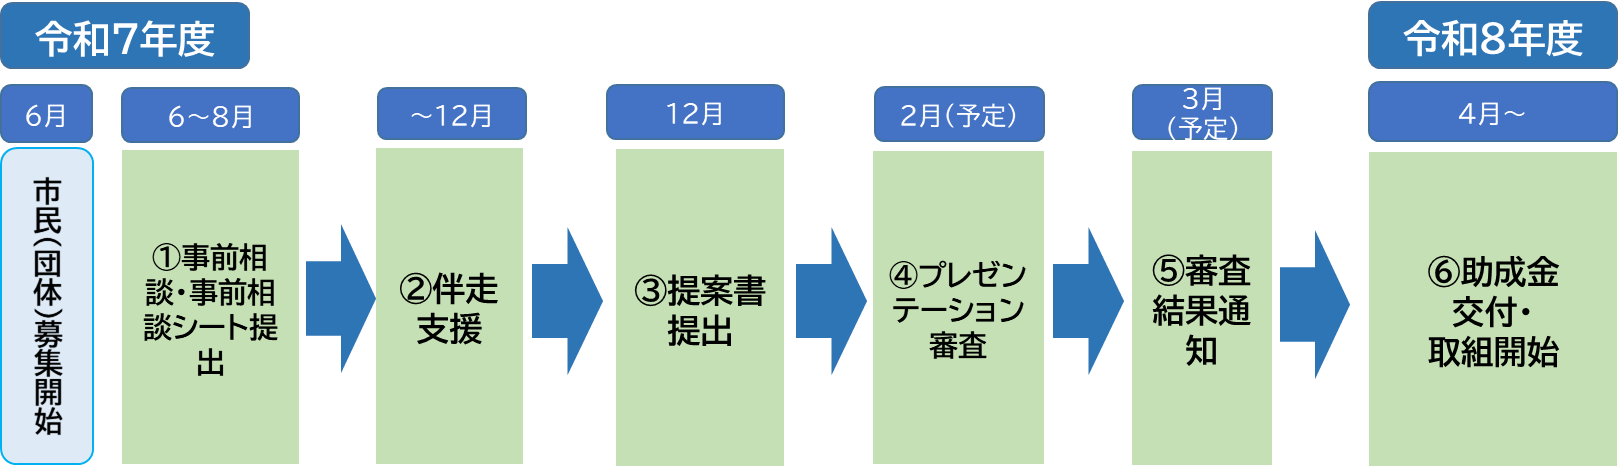 令和7年度
令和8年度
6月
6～8月
～12月
12月
2月(予定)
3月
(予定)
4月～
市民(団体)募集開始
①事前相
談・事前相
談シート提
出
②伴走
支援
③提案書
提出
④プレゼン
テーション
審査
⑤審査
結果通
知
⑥助成金
交付・
取組開始